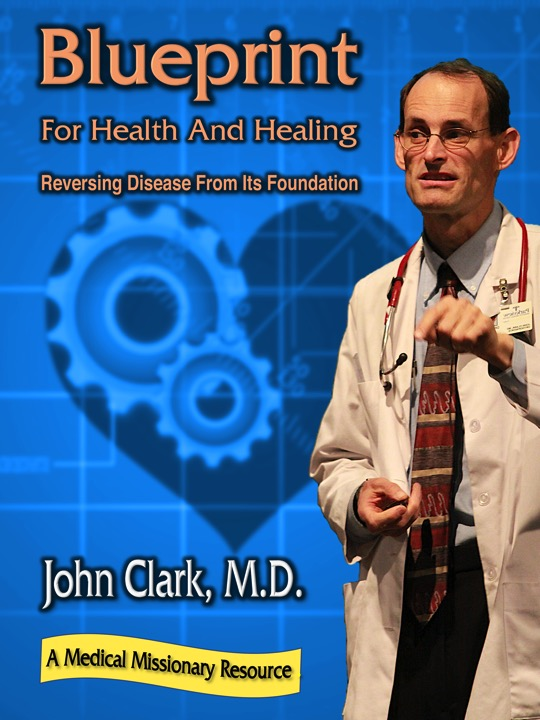 Blueprint
For Health And Healing
Reversing Disease From Its Foundation
John Clark, M.D.
A Medical Missionary Resource